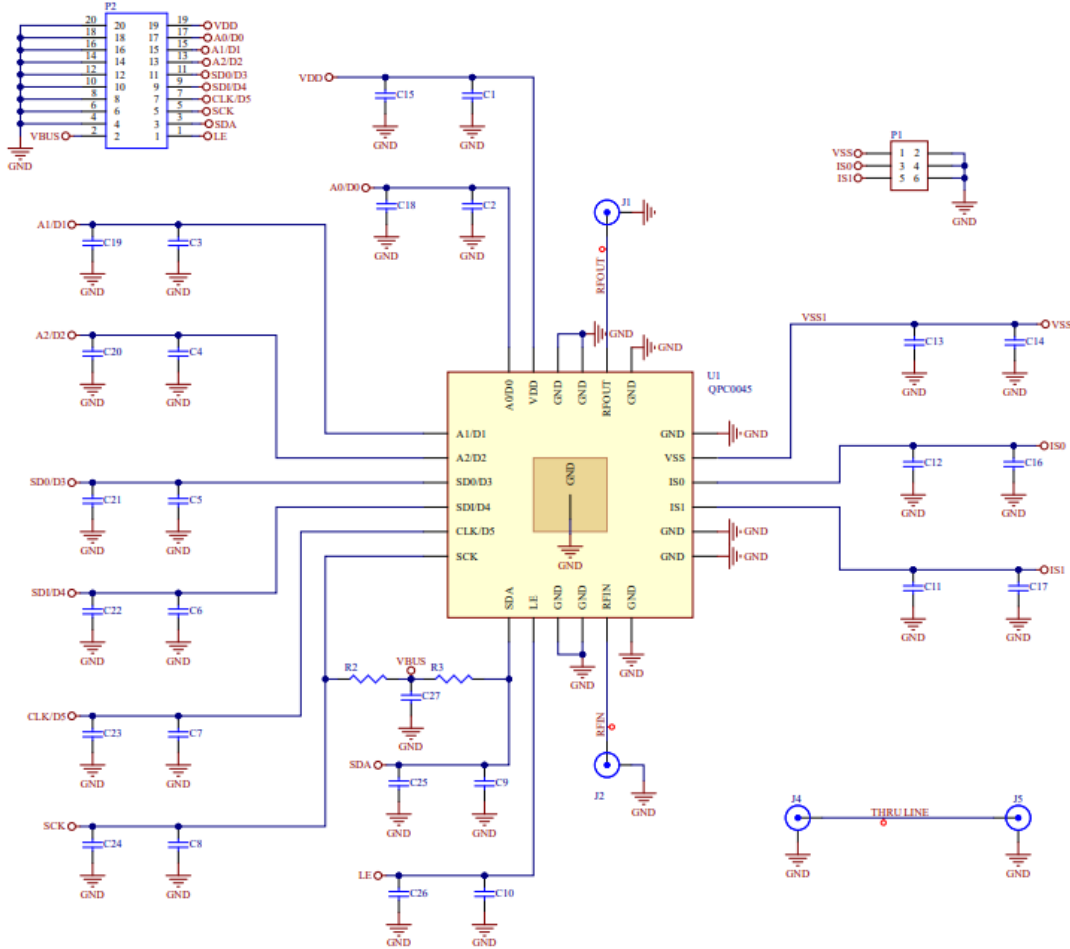 P2
20 20 19 19 VDD
18 18 17 17 A0/D0
16 16 15 15 A1/D1
14 14 13 13 A2/D2
12 12 11 11 SD0/D3
10 10 9 9 SDI/D4
8 8 7 7 CLK/D5
6 6 5 5 SCK
4 4 3 3 SDA
VBUS 2 2 1 1 LE
GND
VDD
C15 C1
GND GND
P1
VSS 1 2
IS0 3 4
IS1 5 6
GND
A0/D0
C18 C2
GND GND
J1
RFOUT
A1/D1
C19 C3
GND GND
A2/D2
C20 C4
GND GND
GND
GND
VSS1 VSS
C13 C14
GND GND
U1
QPC0045
A0/D0 VDD GND GND RFOUT GND
A1/D1 GND GND
A2/D2 VSS
SD0/D3 IS0
SDI/D4 IS1
CLK/D5 GND GND
SCK GND GND
GND
GND
SDA LE GND GND RFIN GND
IS0
C12 C16
GND GND
IS1
C11 C17
GND GND
SD0/D3
C21 C5
GND GND
SDI/D4
C22 C6
GND GND
GND
GND
R2 VBUS R3
C27
GND
CLK/D5
C23 C7
GND GND
RFIN
J2
GND
SDA
C25 C9
GND GND
SCK
C24 C8
GND GND
LE
C26 C10
GND GND
J4 THRU LINE J5
GND GND